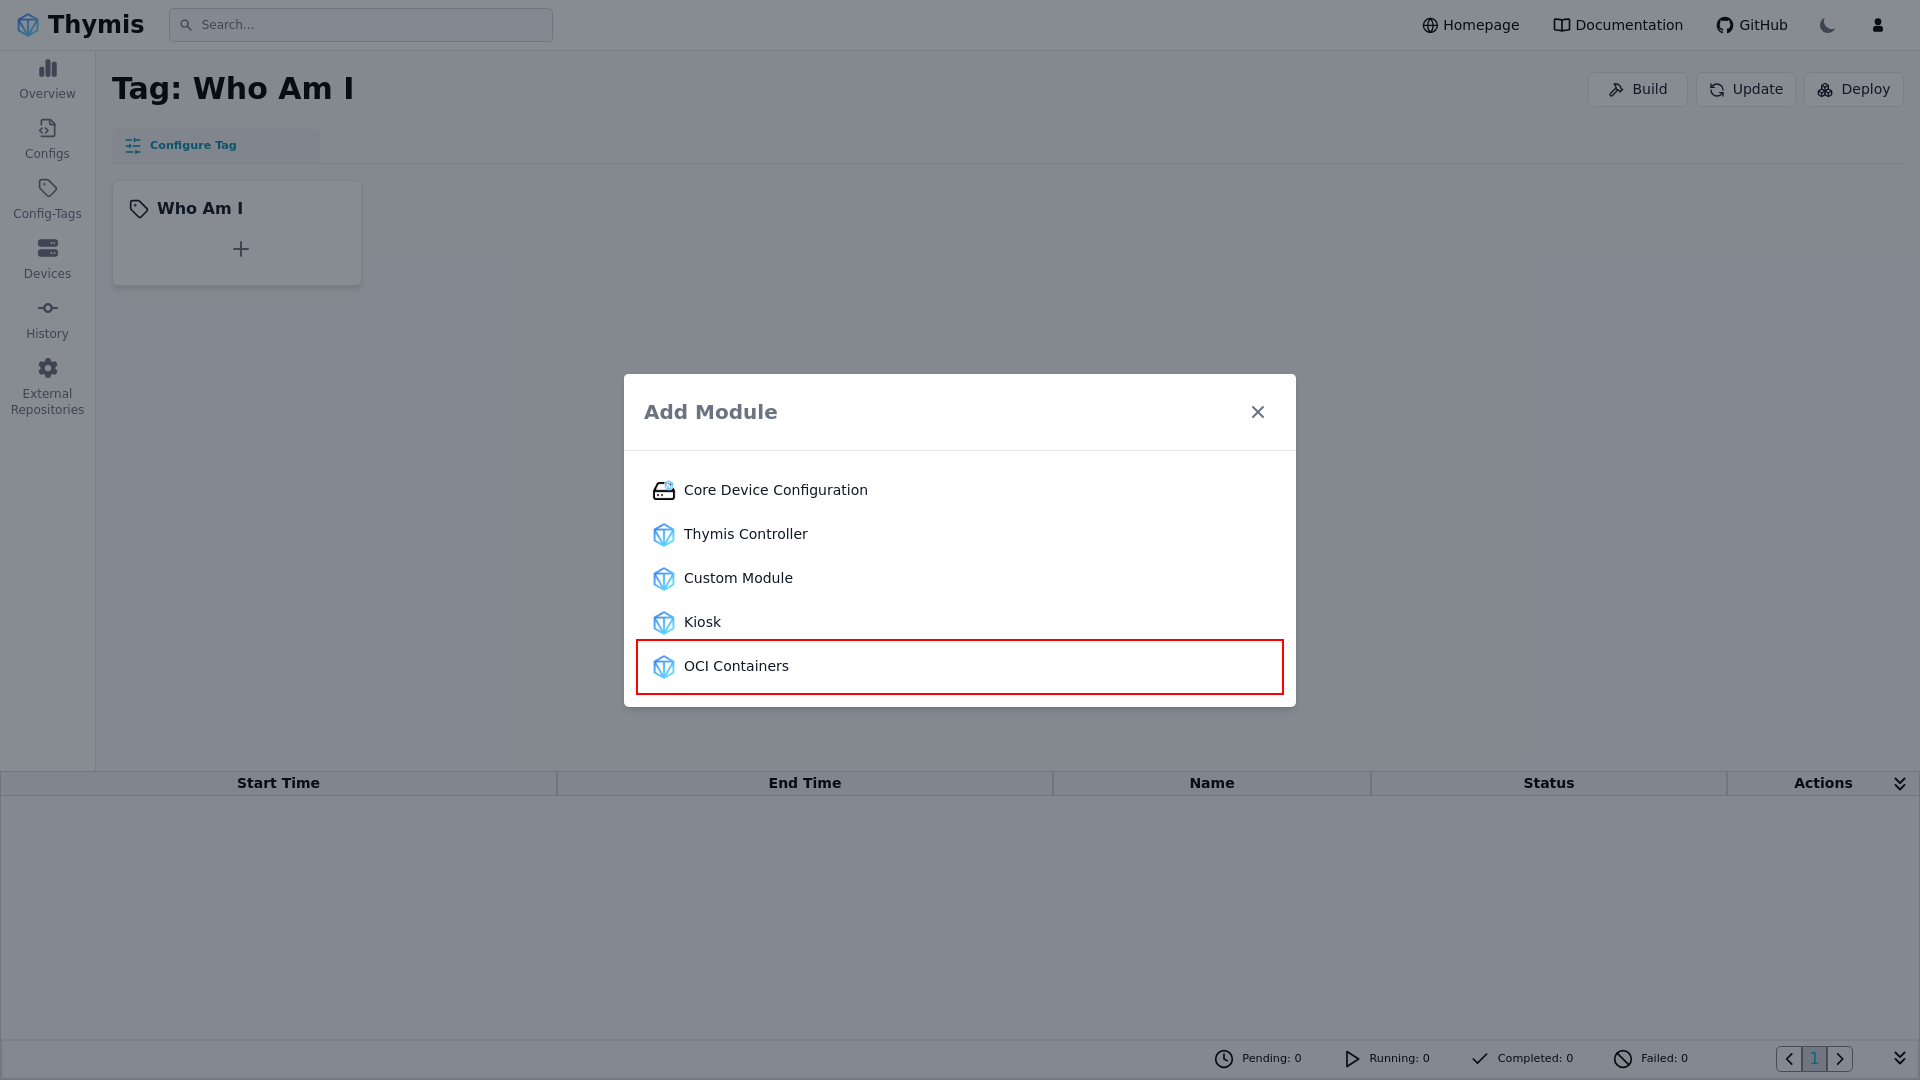 Thymis
Search...
Homepage
Documentation
GitHub
Overview
Configs
Config-Tags
Devices
History
External
Repositories
Tag: Who Am I
Build
Update
Deploy
Configure Tag
Who Am I
Add Module
Core Device Configuration
Thymis Controller
Custom Module
Kiosk
OCI Containers
Start Time
End Time
Name
Status
Actions
Pending: 0
Running: 0
Completed: 0
Failed: 0
1